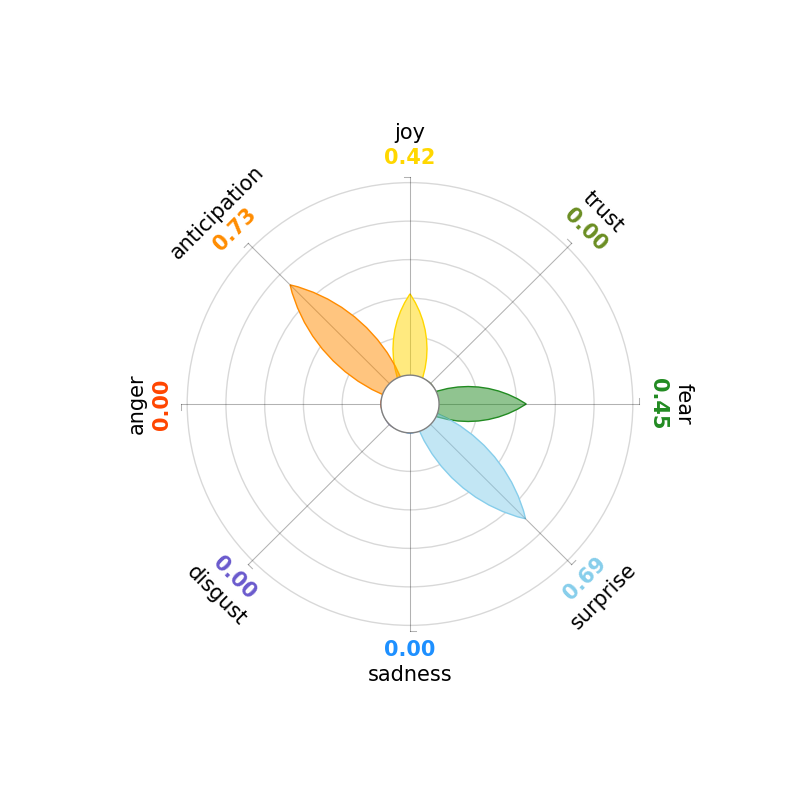 joy
0.42
anticipation
0.73
trust
0.00
anger
0.00
fear
0.45
disgust
0.00
surprise
0.69
0.00
sadness